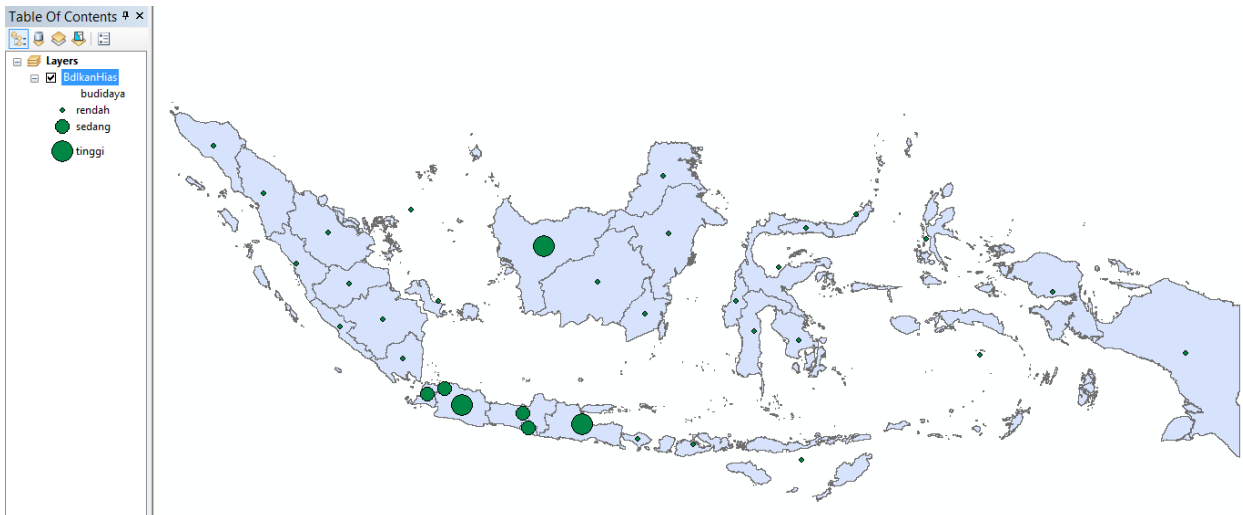 Table Of Contents
Layers
BdIkanHias
budidaya
rendah
sedang
tinggi